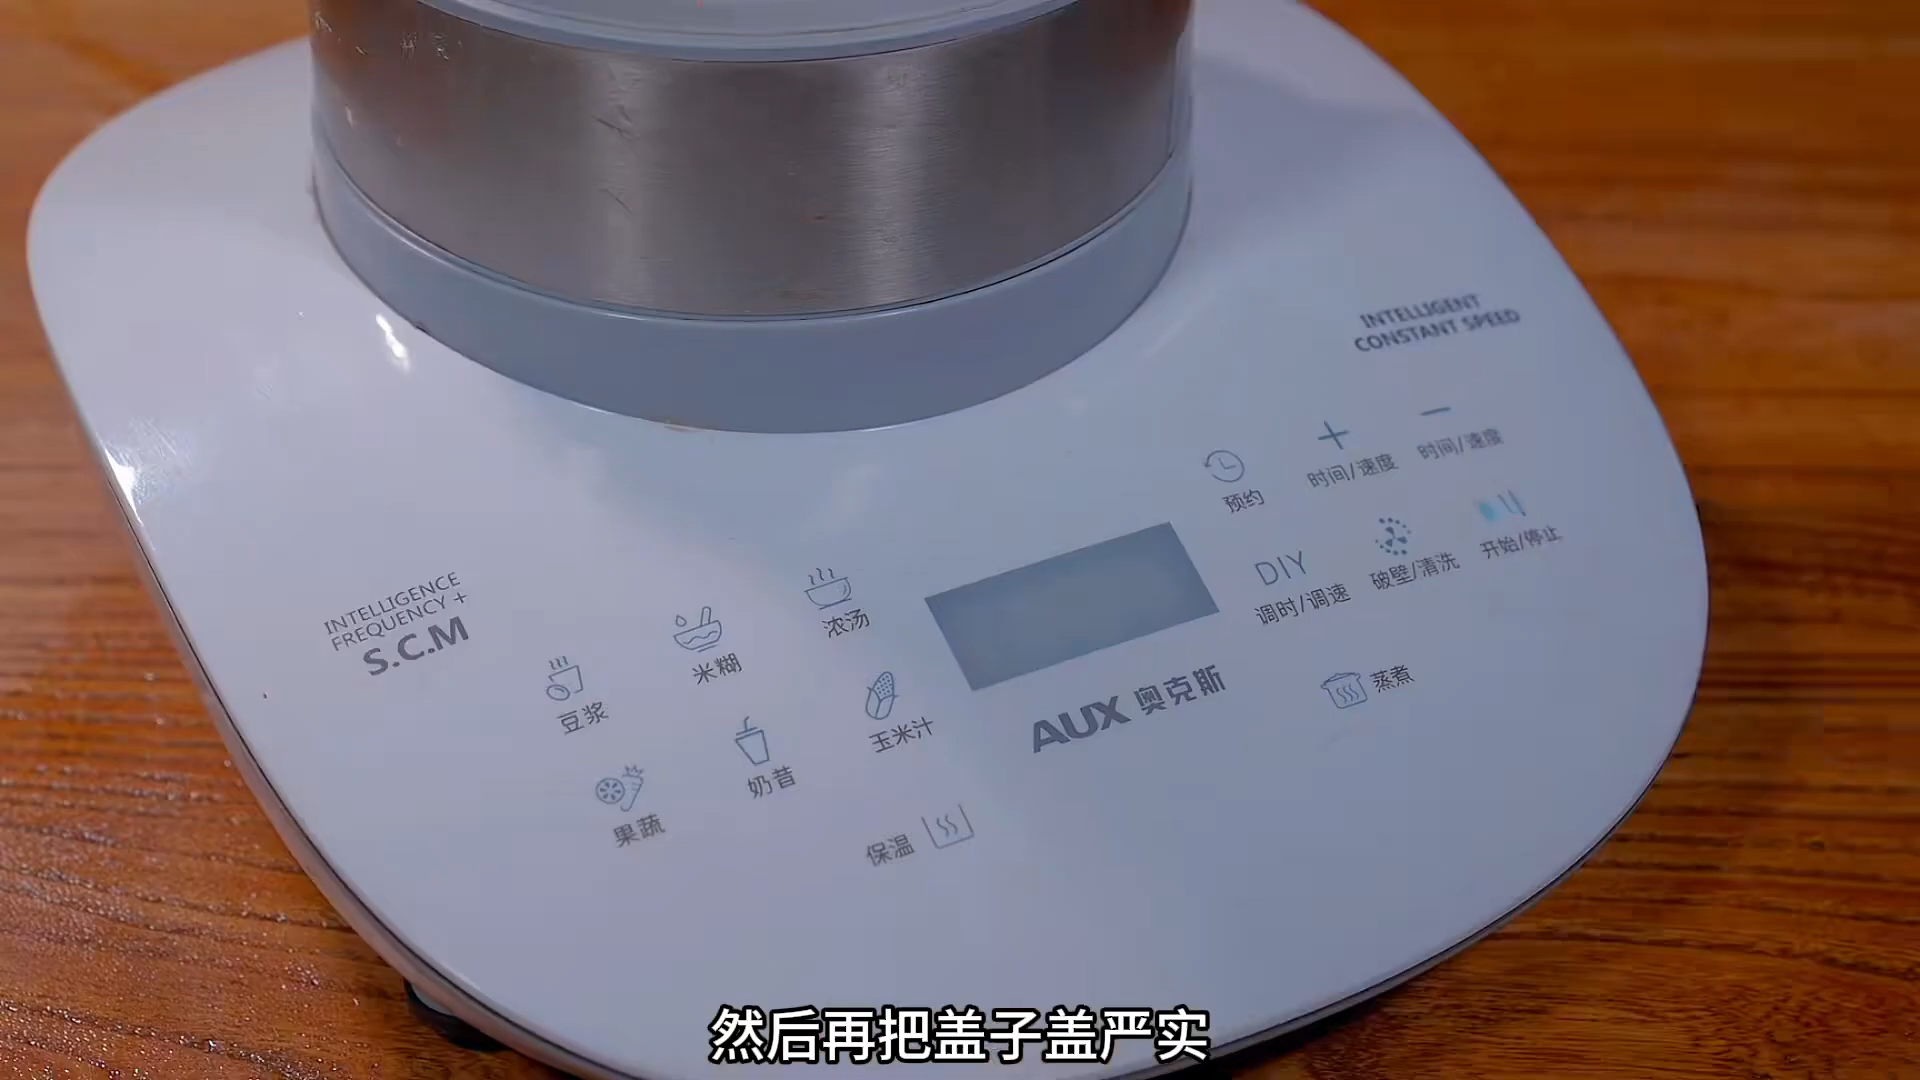 INTELLIGENT
CONSTANT SPEED
预约
时间/速度
时间/速度
DIY
调时/调速
破壁/清洗
开始/停止
INTELLIGENCE
FREQUENCY +
S.C.M
豆浆
米糊
浓汤
果蔬
奶昔
玉米汁
保温
AUX 奥克斯
蒸煮
然后再把盖子盖严实